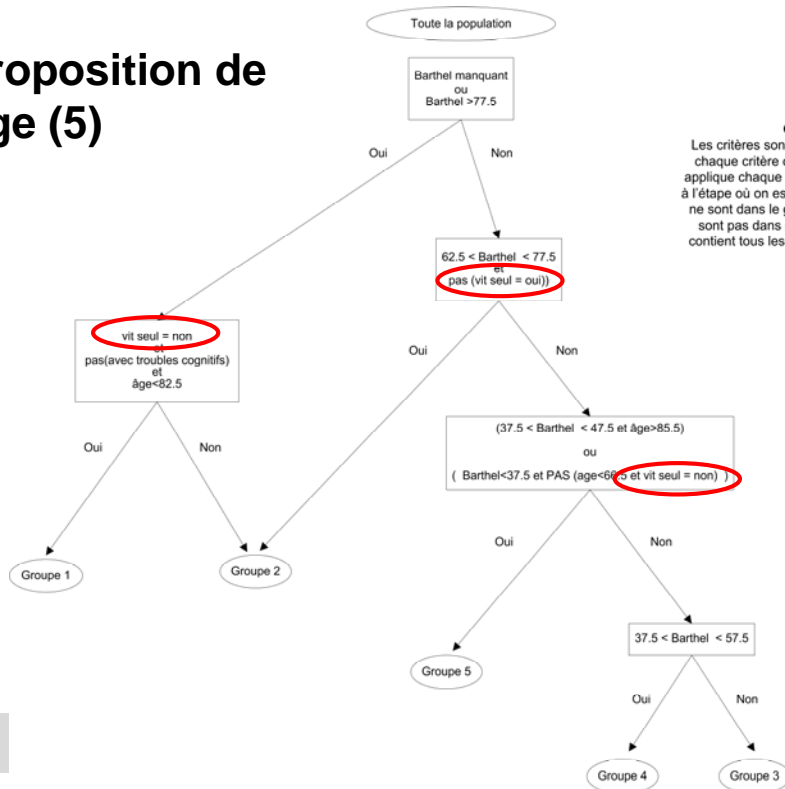 roposition de
ge (5)
Toute la population
Barthel manquant
ou
Barthel >77.5
Oui
Non
Les critères son
chaque critère
applique chaque
à l'étape où on es
ne sont dans le
sont pas dans
contient tous les
62.5 < Barthel < 77.5
et
pas (vit seul = oui))
vit seul = non
et
pas(avec troubles cognitifs)
et
âge<82.5
Oui
Non
Oui
Non
(37.5 < Barthel < 47.5 et âge>85.5)
ou
( Barthel<37.5 et PAS (age<66.5 et vit seul = non) )
Oui
Non
Groupe 1
Groupe 2
37.5 < Barthel < 57.5
Groupe 5
Oui
Non
Groupe 4
Groupe 3